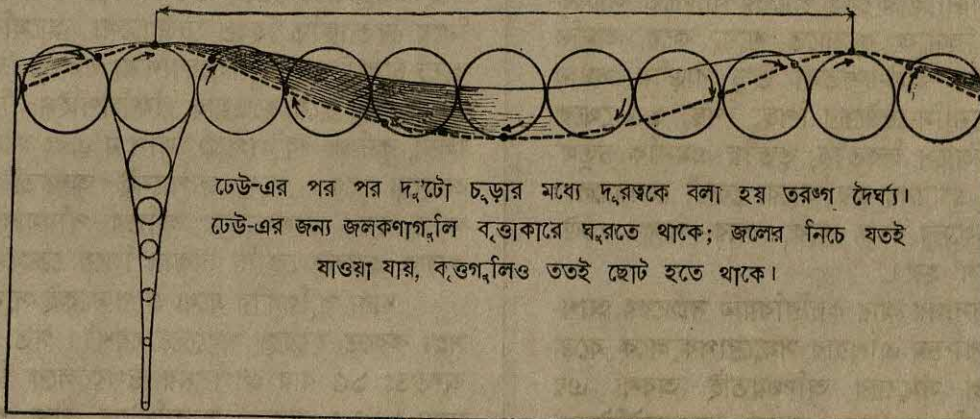 ঢেউ-এর পর পর দুটো চূড়ার মধ্যে দূরত্বকে বলা হয় তরঙ্গ দৈর্ঘ্য।
ঢেউ-এর জন্য জলকণাগুলি বৃত্তাকারে ঘুরতে থাকে; জলের নিচে যতই
যাওয়া যায়, বৃত্তগুলিও ততই ছোট হতে থাকে।